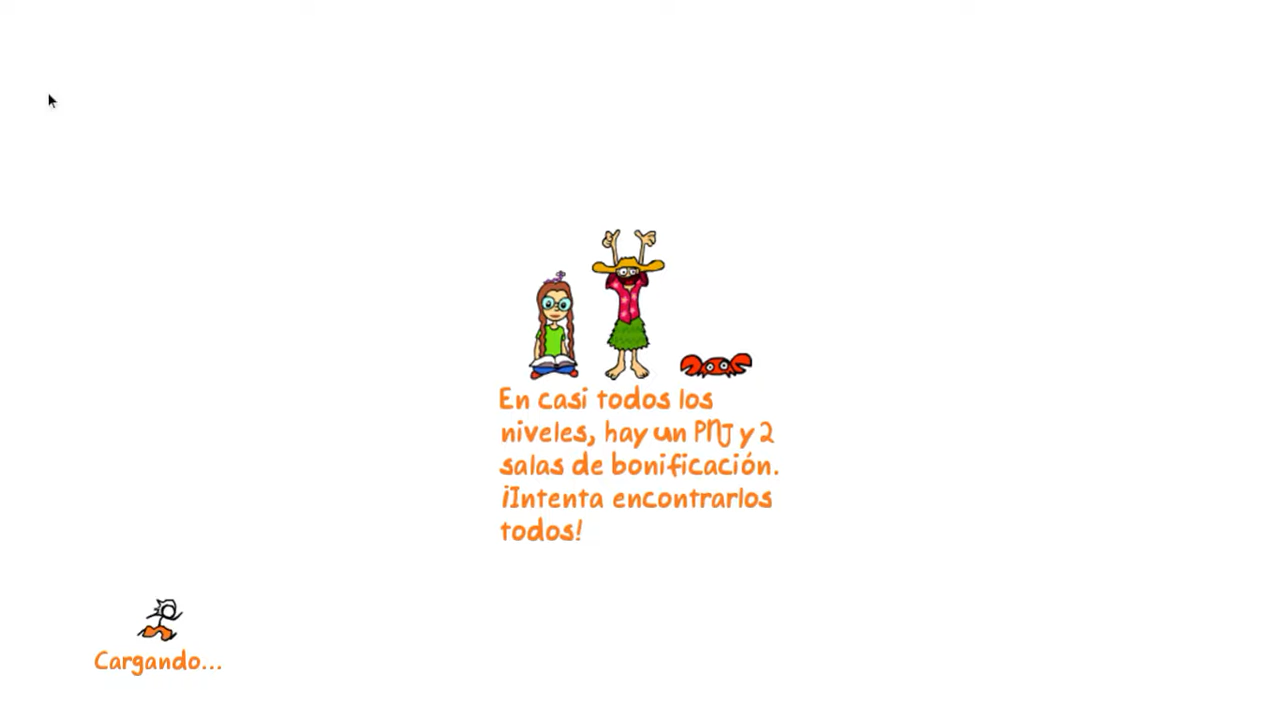 En casi todos los
niveles, hay un PNJ y 2
salas de bonificación.
¡Intenta encontrarlos
todos!
Cargando...